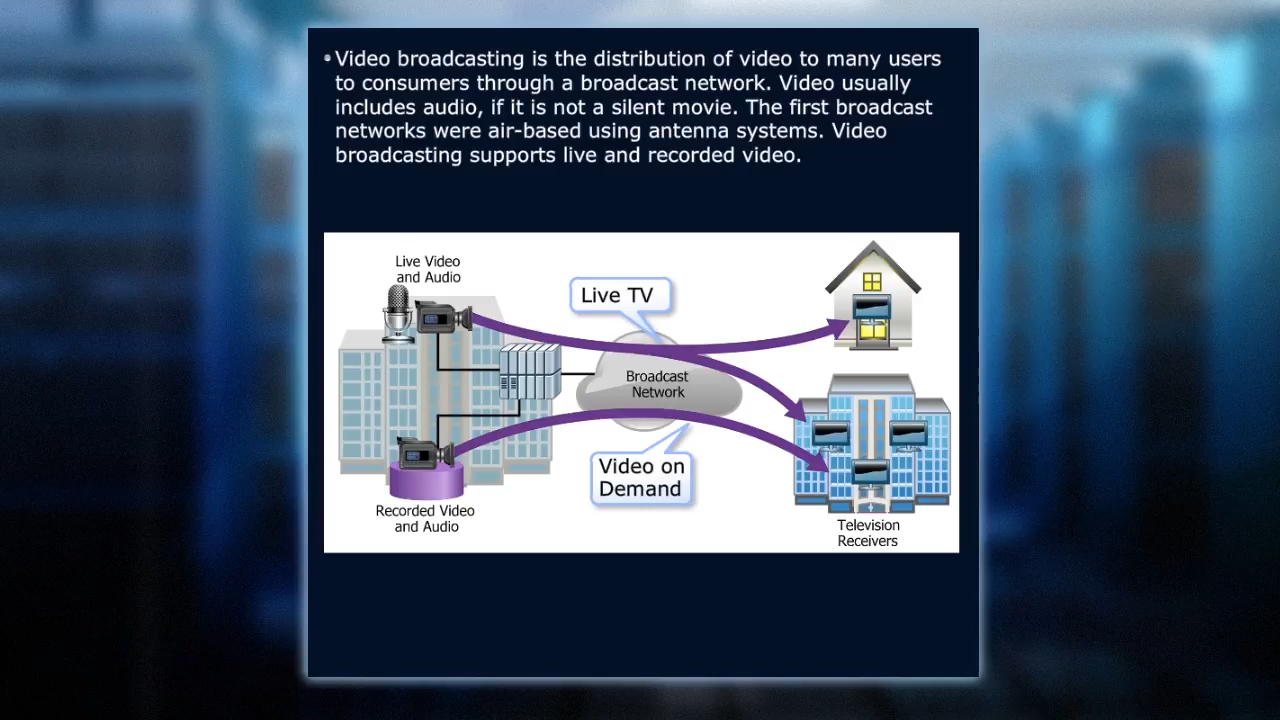 • Video broadcasting is the distribution of video to many users
to consumers through a broadcast network. Video usually
includes audio, if it is not a silent movie. The first broadcast
networks were air-based using antenna systems. Video
broadcasting supports live and recorded video.
Live Video
and Audio
Live TV
Broadcast
Network
Video on
Demand
Recorded Video
and Audio
Television
Receivers